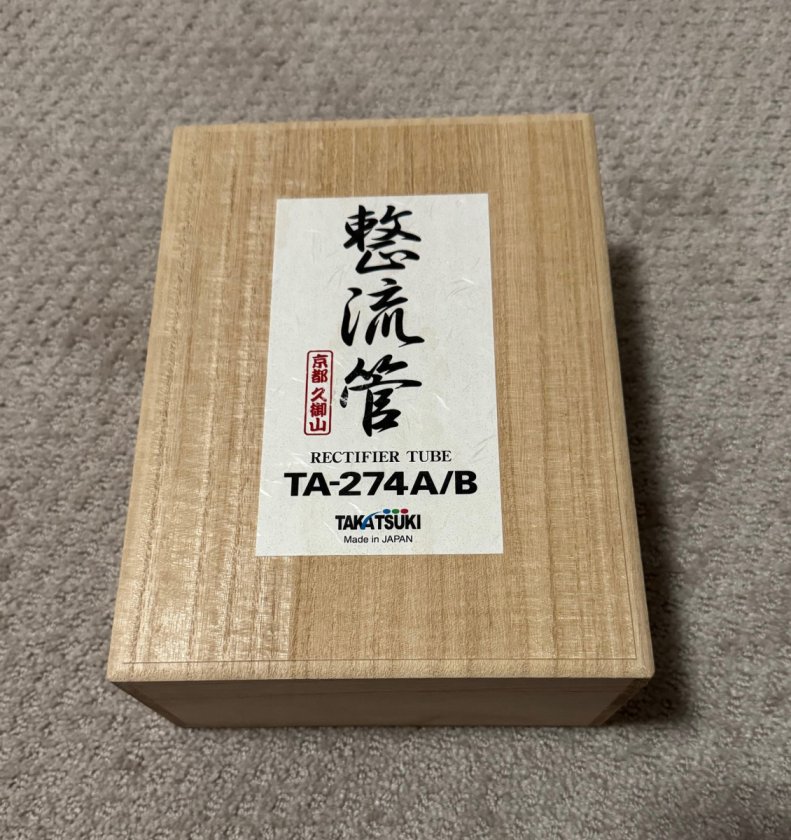 整流管
京都 久御山
RECTIFIER TUBE
TA-274A/B
TAKATSUKI
Made in JAPAN